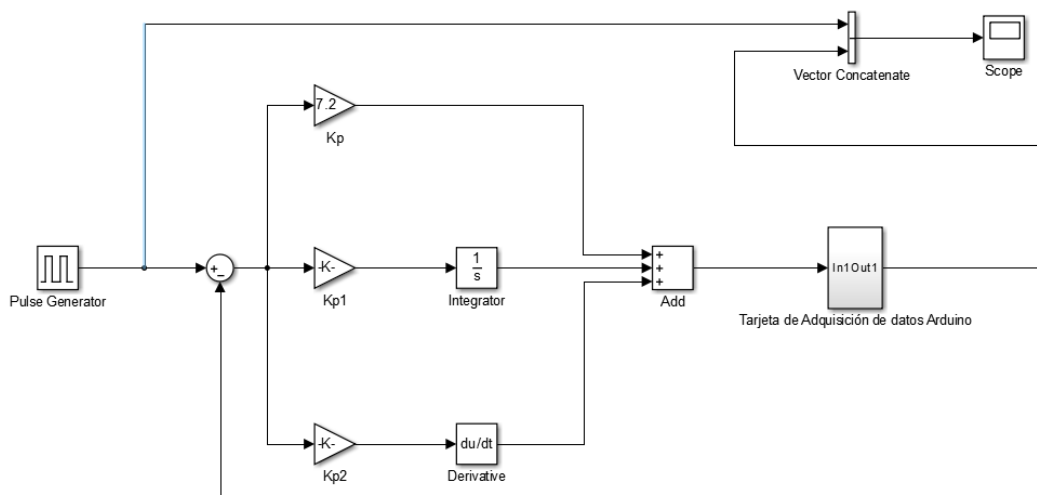 Vector Concatenate
Scope
7.2
Kp
Pulse Generator
+
−
-K-
Kp1
1
s
Integrator
+
+
+
Add
In1 Out1
Tarjeta de Adquisición de datos Arduino
-K-
Kp2
du/dt
Derivative